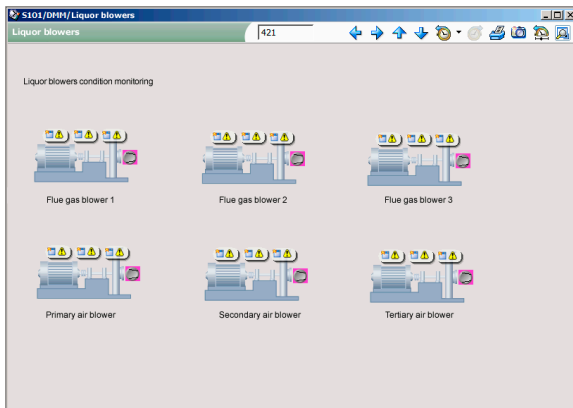 S101/DMM/Liquor blowers
Liquor blowers
421
Liquor blowers condition monitoring
Flue gas blower 1
Flue gas blower 2
Flue gas blower 3
Primary air blower
Secondary air blower
Tertiary air blower